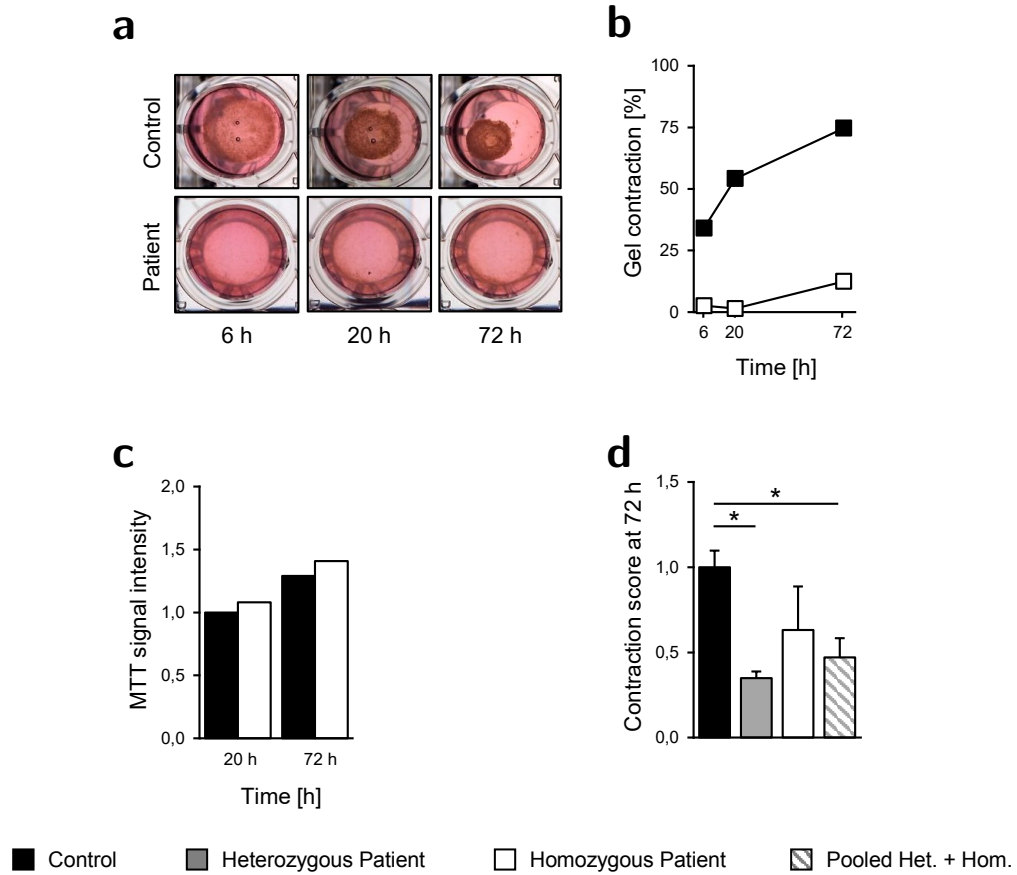 a
Control
Patient
6 h
20 h
72 h
b
Gel contraction [%]
100
75
50
25
0
6
20
72
Time [h]
c
MTT signal intensity
2,0
1,5
1,0
0,5
0,0
20 h
72 h
Time [h]
d
Contraction score at 72 h
1,5
1,0
0,5
0,0
*
*
Control
Heterozygous Patient
Homozygous Patient
Pooled Het. + Hom.